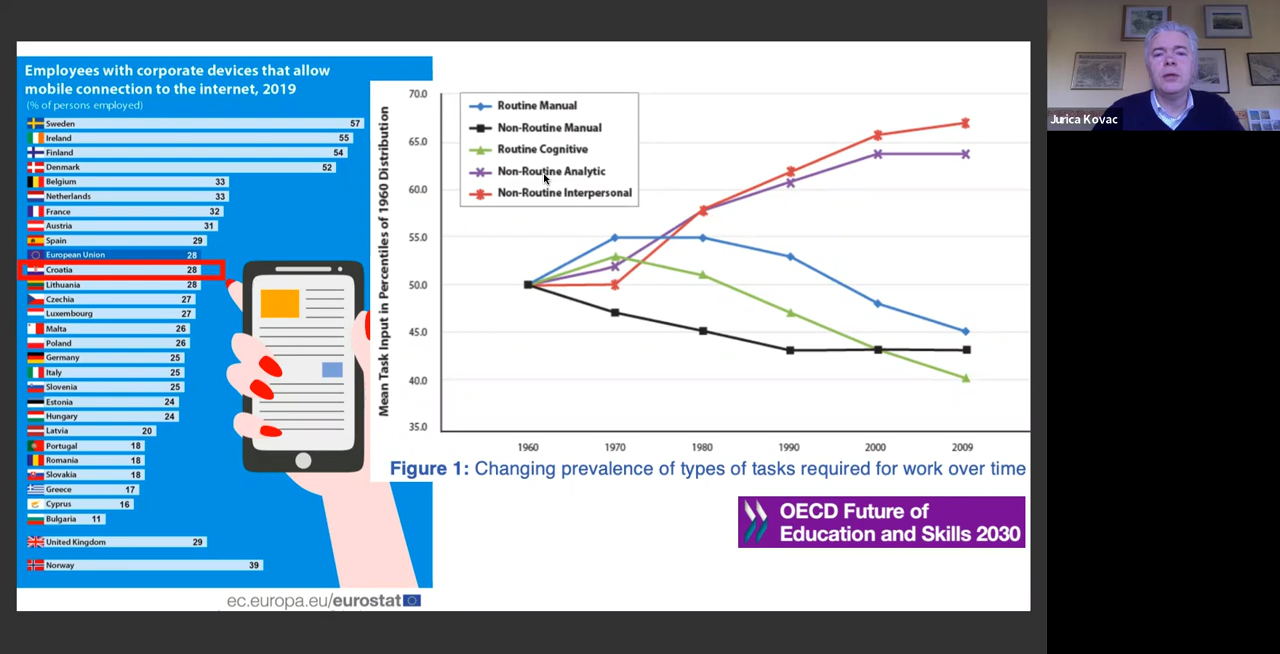 Employees with corporate devices that allow
mobile connection to the internet, 2019
(% of persons employed)
Sweden 57
Ireland 55
Finland 54
Denmark 52
Belgium 33
Netherlands 33
France 32
Austria 31
Spain 29
European Union 28
Croatia 28
Lithuania 28
Czechia 27
Luxembourg 27
Malta 26
Poland 26
Germany 25
Italy 25
Slovenia 25
Estonia 24
Hungary 24
Latvia 20
Portugal 18
Romania 18
Slovakia 18
Greece 17
Cyprus 16
Bulgaria 11
United Kingdom 29
Norway 39
ec.europa.eu/eurostat
Mean Task Input in Percentiles of 1960 Distribution
70.0
65.0
60.0
55.0
50.0
45.0
40.0
35.0
Routine Manual
Non-Routine Manual
Routine Cognitive
Non-Routine Analytic
Non-Routine Interpersonal
1960 1970 1980 1990 2000 2009
Figure 1: Changing prevalence of types of tasks required for work over time
OECD Future of
Education and Skills 2030
Jurica Kovac